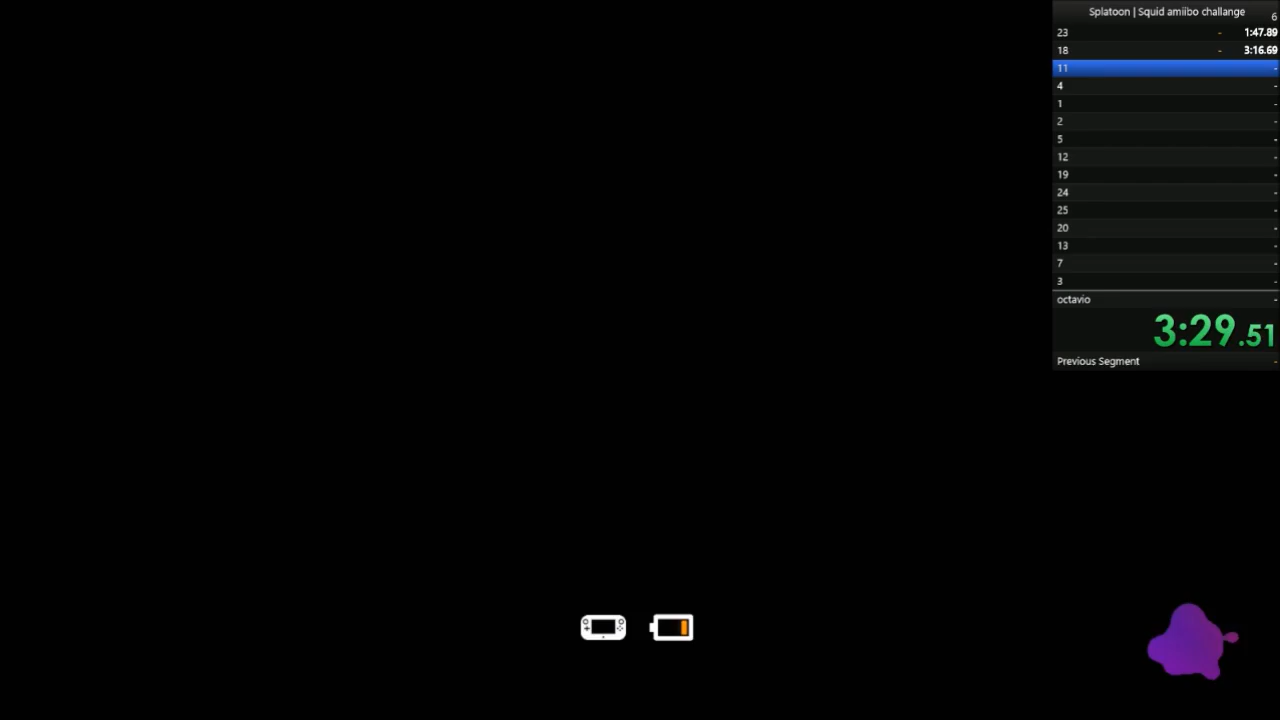 Splatoon | Squid amiibo challange 6
23 - 1:47.89
18 - 3:16.69
11 -
4 -
1 -
2 -
5 -
12 -
19 -
24 -
25 -
20 -
13 -
7 -
3 -
octavio -
3:29.51
Previous Segment -